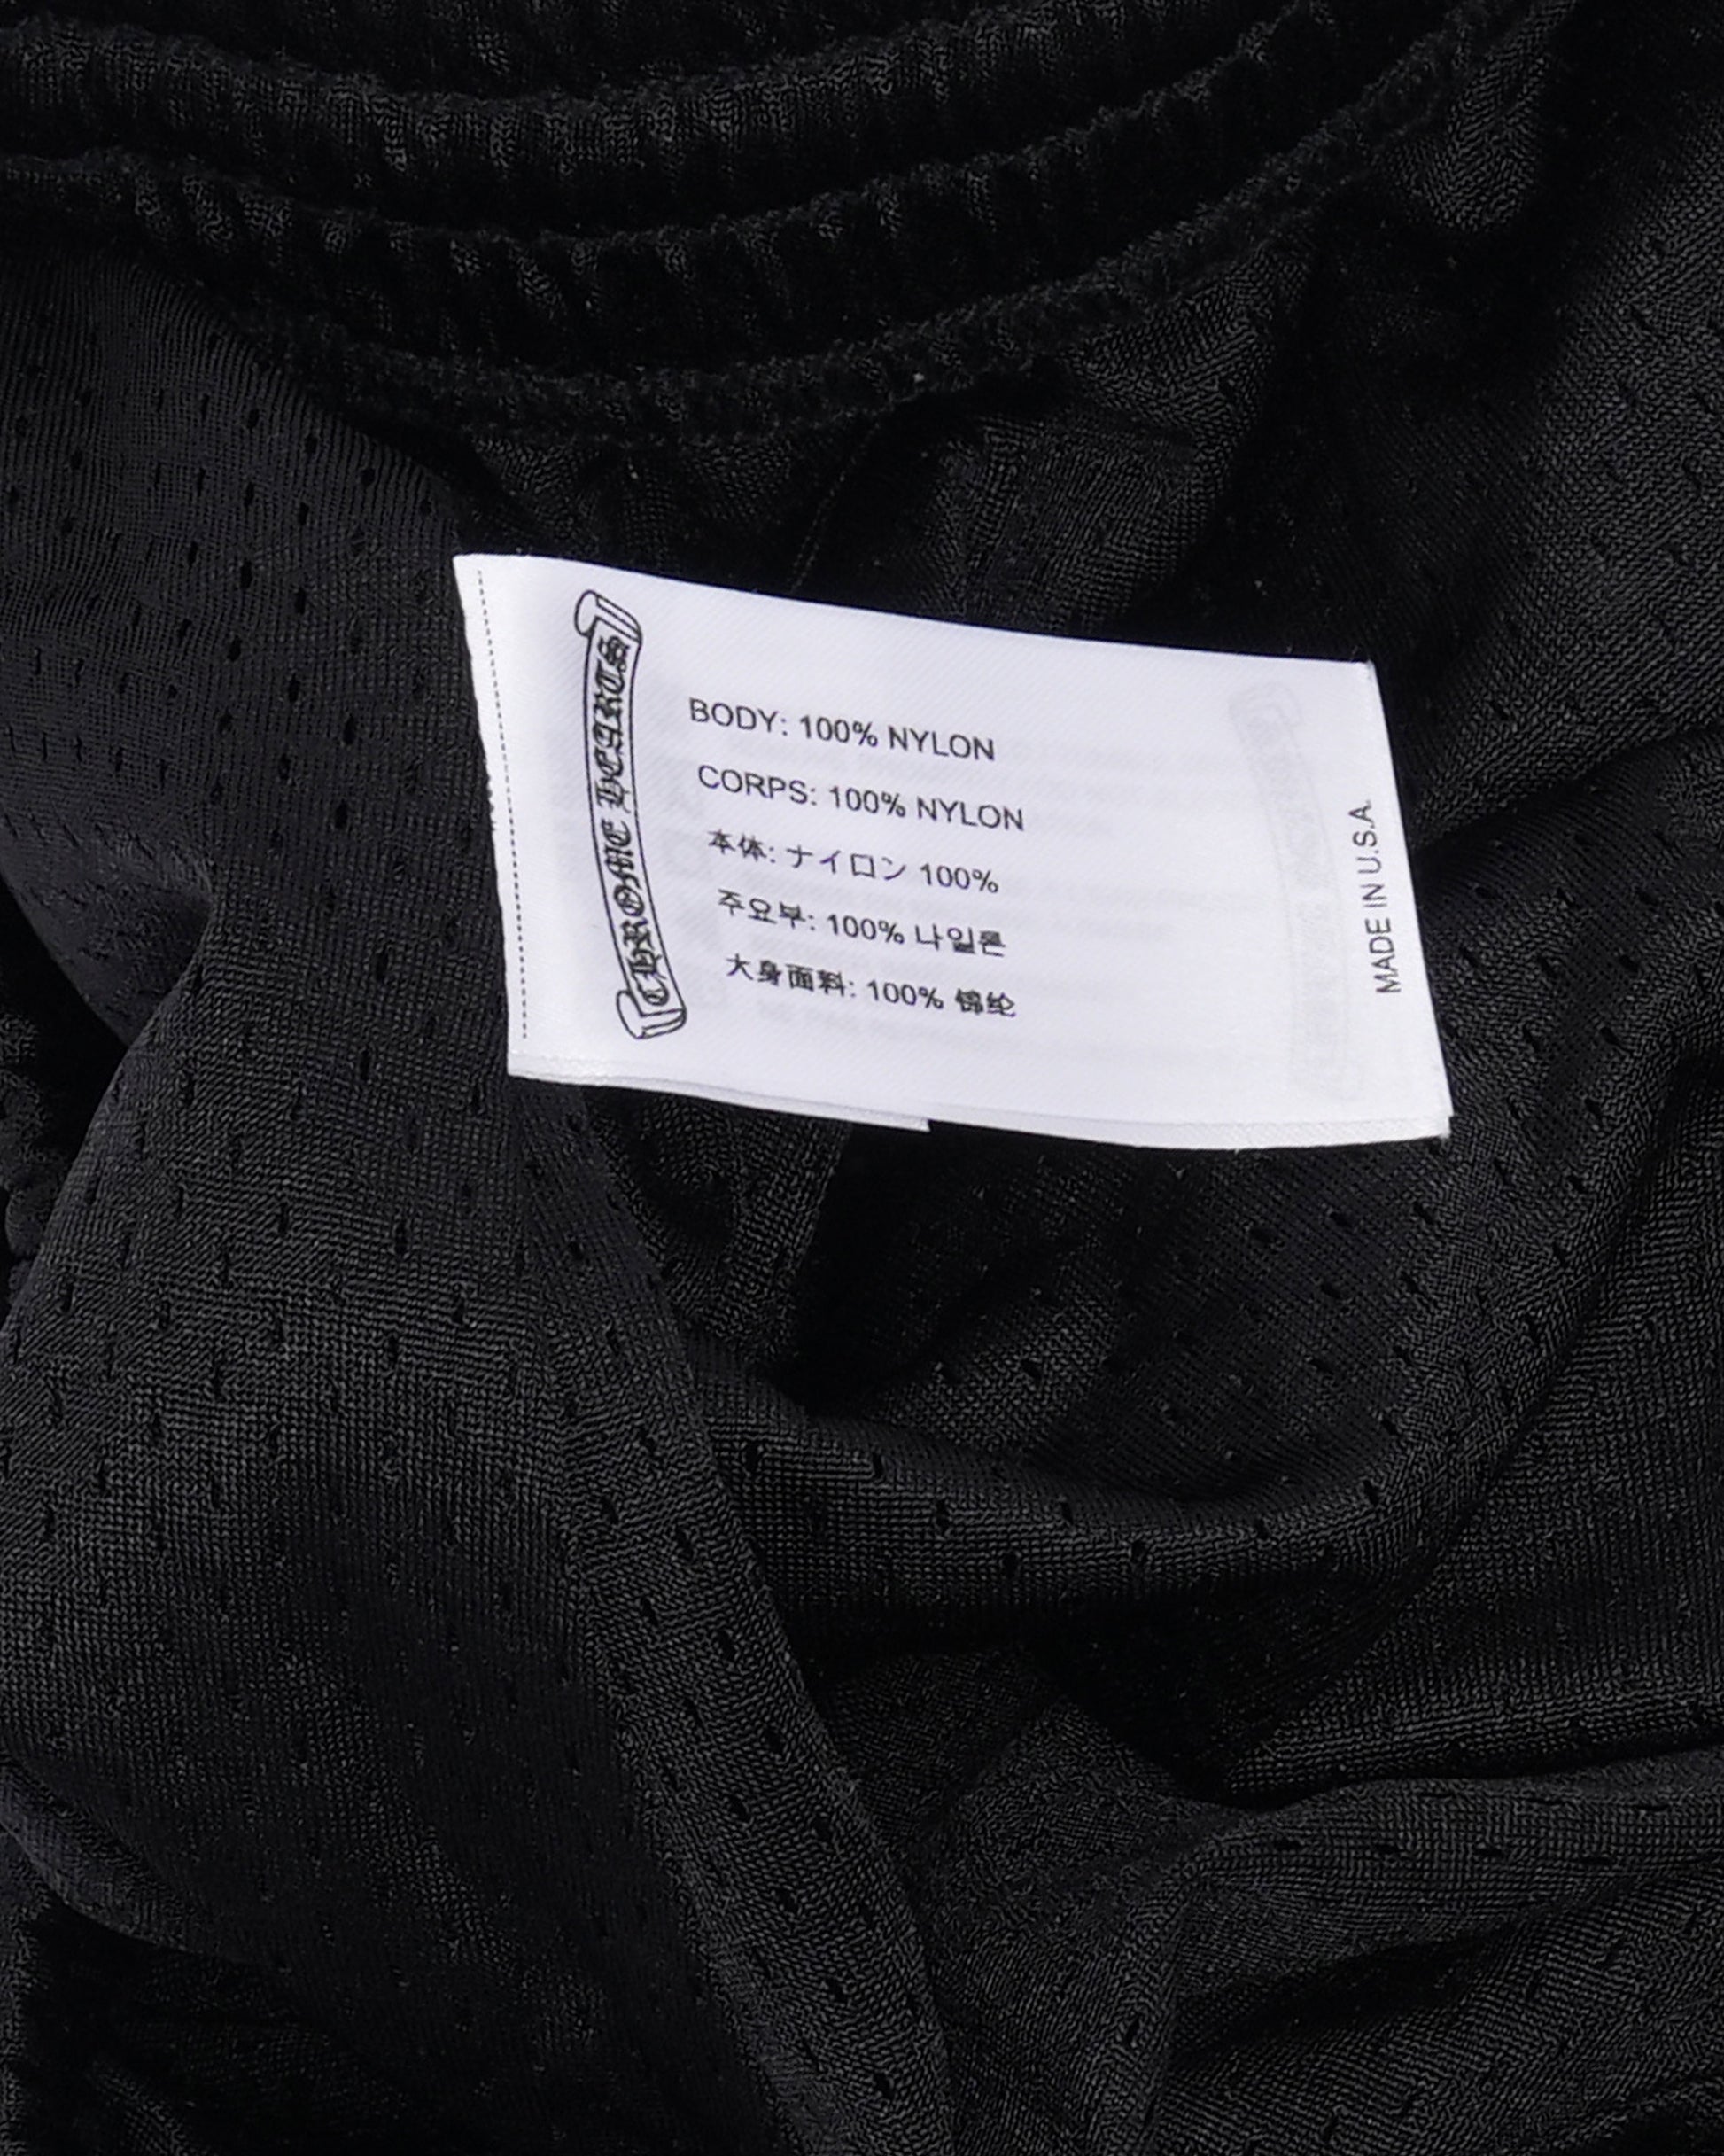 CHROME HEARTS
BODY: 100% NYLON
CORPS: 100% NYLON
本体: ナイロン 100%
주요부: 100% 나일론
大身面料: 100% 锦纶
MADE IN U.S.A.